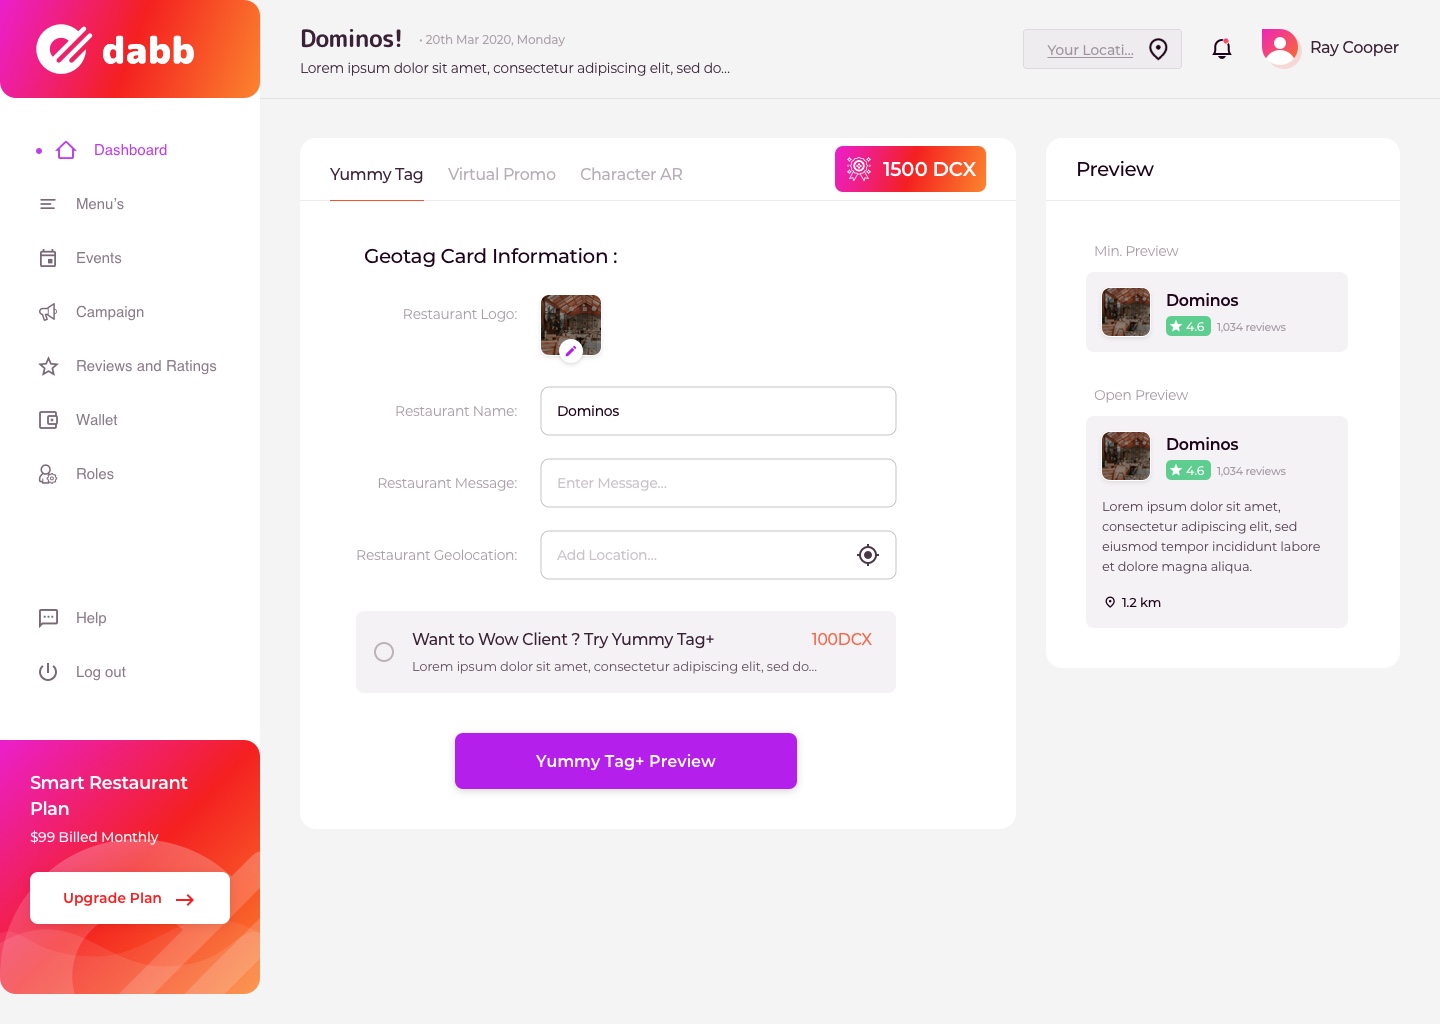 dabb
Dominos!
• 20th Mar 2020, Monday
Lorem ipsum dolor sit amet, consectetur adipiscing elit, sed do...
Your Locati...
Ray Cooper
Dashboard
Menu's
Events
Campaign
Reviews and Ratings
Wallet
Roles
Help
Log out
Smart Restaurant
Plan
$99 Billed Monthly
Upgrade Plan
Yummy Tag
Virtual Promo
Character AR
1500 DCX
Geotag Card Information :
Restaurant Logo:
Restaurant Name:
Dominos
Restaurant Message:
Enter Message...
Restaurant Geolocation:
Add Location...
Want to Wow Client ? Try Yummy Tag+
100DCX
Lorem ipsum dolor sit amet, consectetur adipiscing elit, sed do...
Yummy Tag+ Preview
Preview
Min. Preview
Dominos
4.6
1,034 reviews
Open Preview
Dominos
4.6
1,034 reviews
Lorem ipsum dolor sit amet,
consectetur adipiscing elit, sed
eiusmod tempor incididunt labore
et dolore magna aliqua.
1.2 km